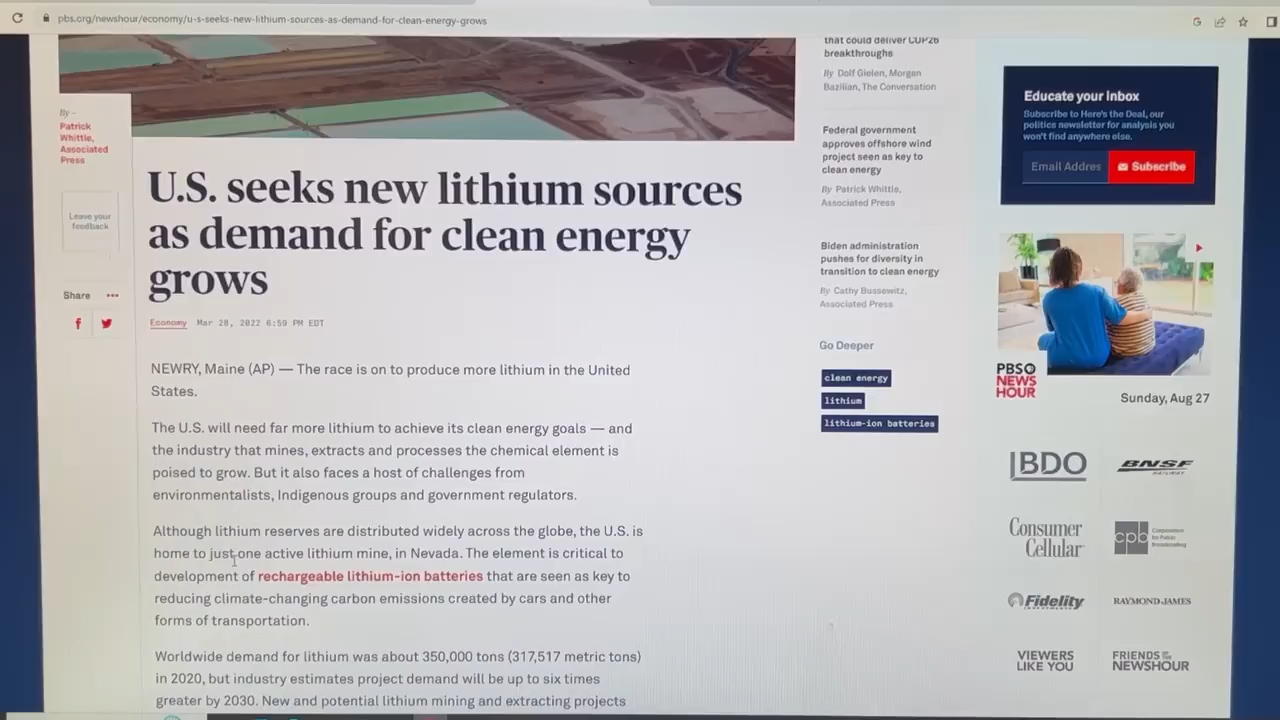 pbs.org/newshour/economy/u-s-seeks-new-lithium-sources-as-demand-for-clean-energy-grows
By –
Patrick
Whittle,
Associated
Press
Leave your
feedback
Share
U.S. seeks new lithium sources
as demand for clean energy
grows
Economy Mar 28, 2022 6:59 PM EDT
NEWRY, Maine (AP) — The race is on to produce more lithium in the United
States.
The U.S. will need far more lithium to achieve its clean energy goals — and
the industry that mines, extracts and processes the chemical element is
poised to grow. But it also faces a host of challenges from
environmentalists, Indigenous groups and government regulators.
Although lithium reserves are distributed widely across the globe, the U.S. is
home to just one active lithium mine, in Nevada. The element is critical to
development of rechargeable lithium-ion batteries that are seen as key to
reducing climate-changing carbon emissions created by cars and other
forms of transportation.
Worldwide demand for lithium was about 350,000 tons (317,517 metric tons)
in 2020, but industry estimates project demand will be up to six times
greater by 2030. New and potential lithium mining and extracting projects
that could deliver COP26
breakthroughs
By Dolf Gielen, Morgan
Bazilian, The Conversation
Federal government
approves offshore wind
project seen as key to
clean energy
By Patrick Whittle,
Associated Press
Biden administration
pushes for diversity in
transition to clean energy
By Cathy Bussewitz,
Associated Press
Go Deeper
clean energy
lithium
lithium-ion batteries
Educate your inbox
Subscribe to Here's the Deal, our
politics newsletter for analysis you
won't find anywhere else.
Email Addres Subscribe
PBS
NEWS
HOUR
Sunday, Aug 27
BDO
BNSF
RAILWAY
Consumer
Cellular
cpb
Corporation
for Public
Broadcasting
Fidelity
INVESTMENTS
RAYMOND JAMES
VIEWERS
LIKE YOU
FRIENDS OF THE
NEWSHOUR